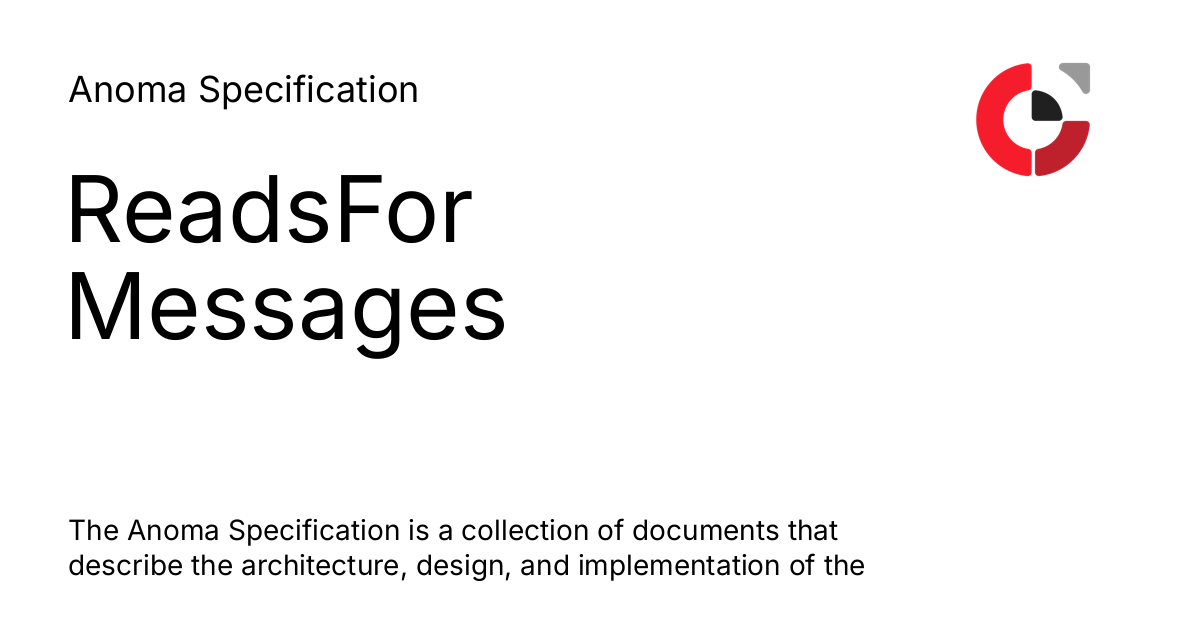 Anoma Specification
ReadsFor
Messages
The Anoma Specification is a collection of documents that
describe the architecture, design, and implementation of the